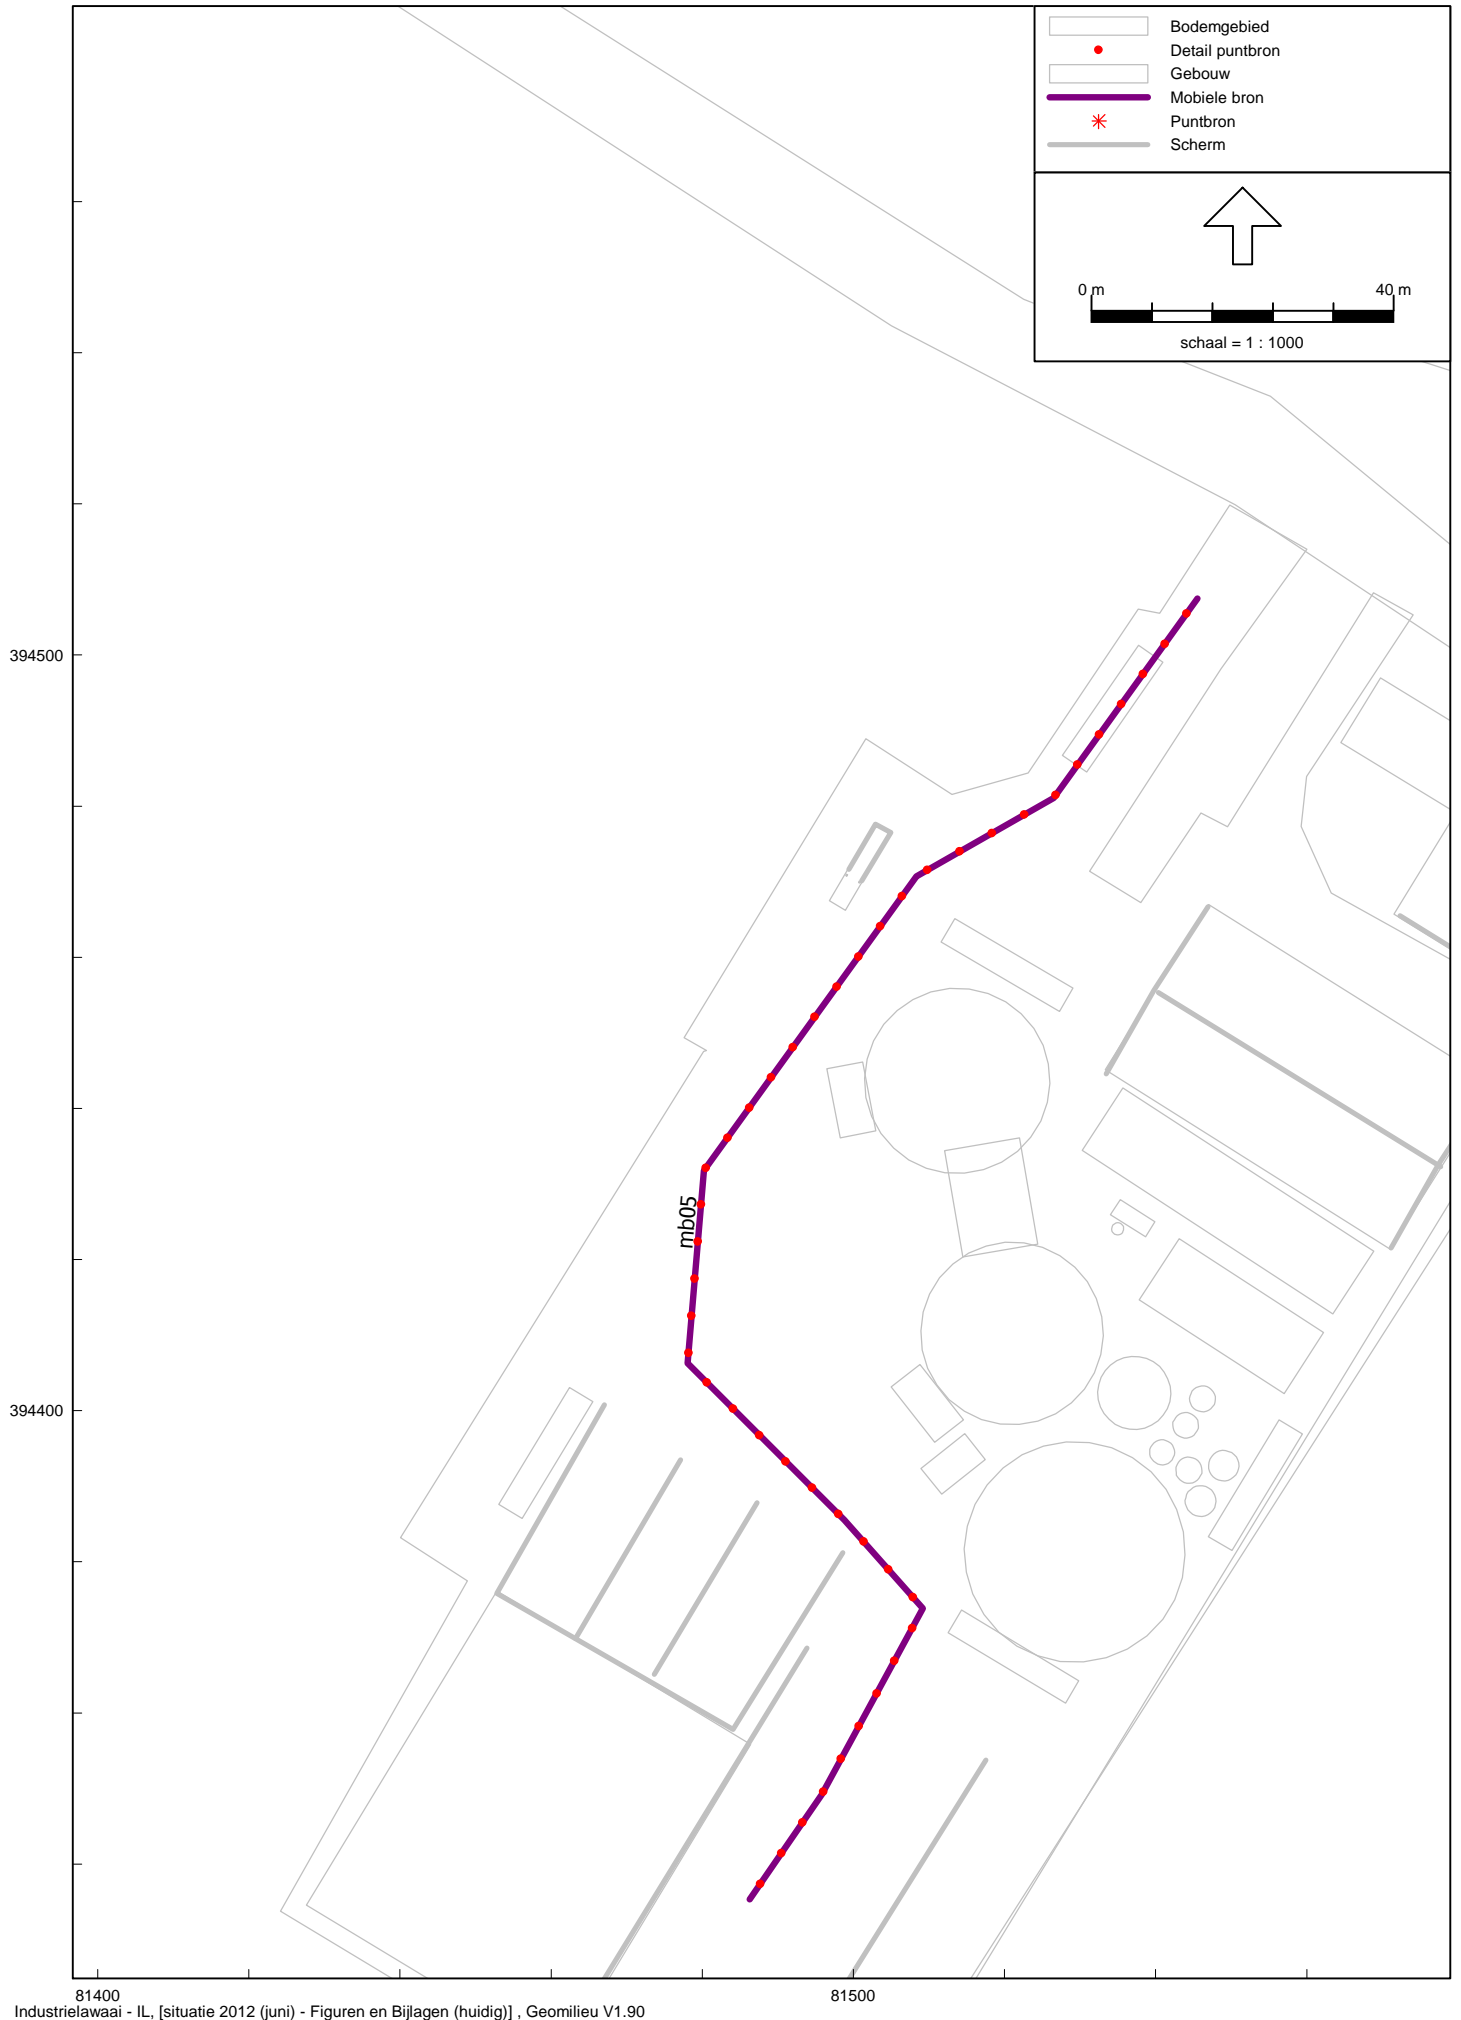 Bodemgebied
Detail puntbron
Gebouw
Mobiele bron
Puntbron
Scherm
0 m 40 m
schaal = 1 : 1000
394500
mb05
394400
81400 81500
Industrielawaai - IL, [situatie 2012 (juni) - Figuren en Bijlagen (huidig)] , Geomilieu V1.90